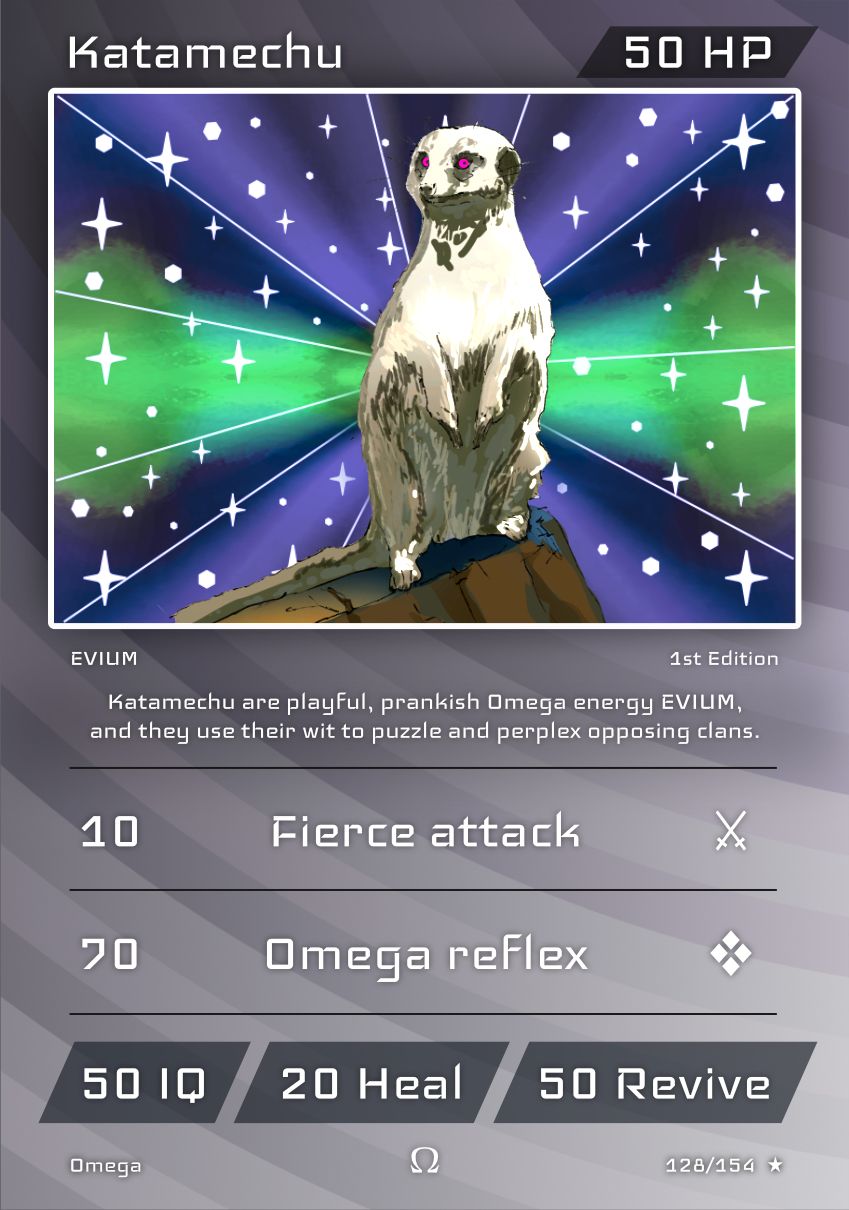 Katamechu
50 HP
EVIUM
1st Edition
Katamechu are playful, prankish Omega energy EVIUM,
and they use their wit to puzzle and perplex opposing clans.
10 Fierce attack
70 Omega reflex
50 IQ
20 Heal
50 Revive
Omega
Ω
128/154 ★